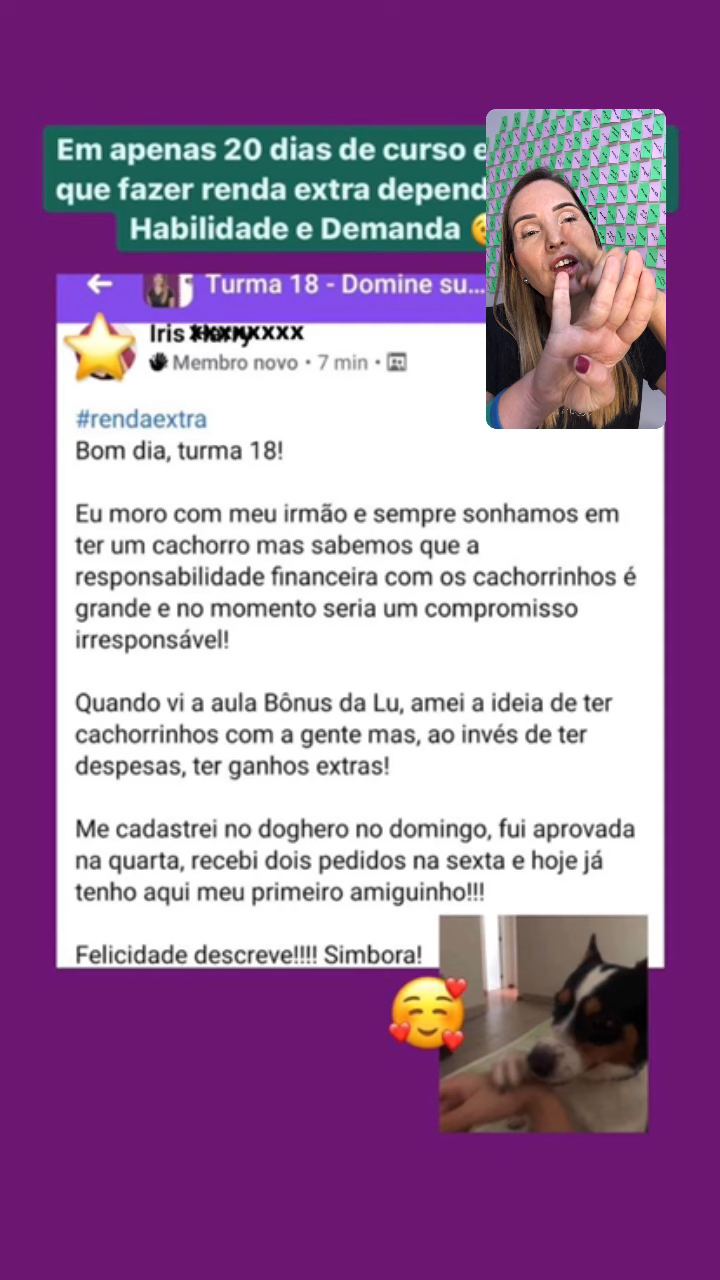 Em apenas 20 dias de curso e
que fazer renda extra depend
Habilidade e Demanda
Turma 18 - Domine su...
Iris
Membro novo • 7 min •
#rendaextra
Bom dia, turma 18!
Eu moro com meu irmão e sempre sonhamos em
ter um cachorro mas sabemos que a
responsabilidade financeira com os cachorrinhos é
grande e no momento seria um compromisso
irresponsável!
Quando vi a aula Bônus da Lu, amei a ideia de ter
cachorrinhos com a gente mas, ao invés de ter
despesas, ter ganhos extras!
Me cadastrei no doghero no domingo, fui aprovada
na quarta, recebi dois pedidos na sexta e hoje já
tenho aqui meu primeiro amiguinho!!!
Felicidade descreve!!!! Simbora!